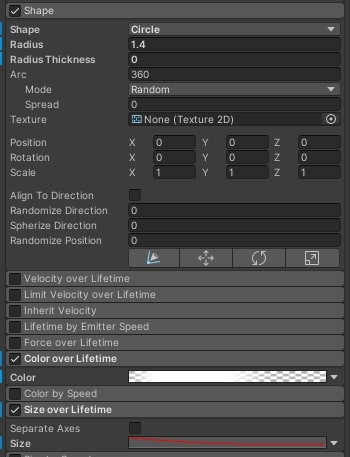 Shape
Shape Circle
Radius 1.4
Radius Thickness 0
Arc 360
Mode Random
Spread 0
Texture None (Texture 2D)
Position X 0 Y 0 Z 0
Rotation X 0 Y 0 Z 0
Scale X 1 Y 1 Z 1
Align To Direction
Randomize Direction 0
Spherize Direction 0
Randomize Position 0
Velocity over Lifetime
Limit Velocity over Lifetime
Inherit Velocity
Lifetime by Emitter Speed
Force over Lifetime
Color over Lifetime
Color
Color by Speed
Size over Lifetime
Separate Axes
Size